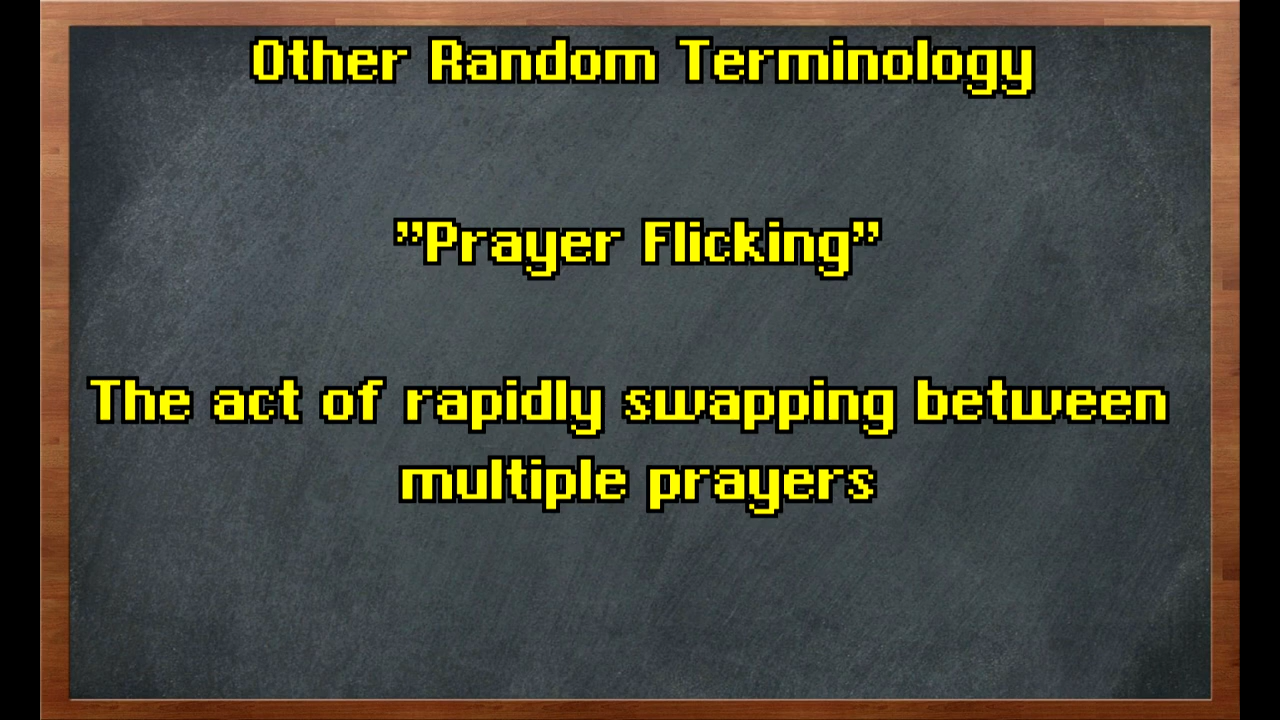 Other Random Terminology
"Prayer Flicking"
The act of rapidly swapping between
multiple prayers